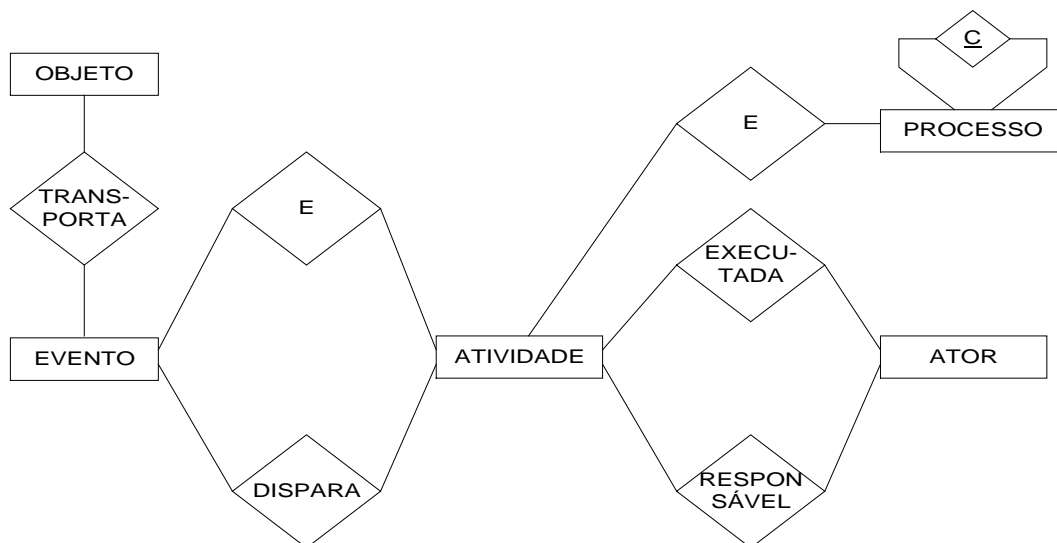 C
OBJETO
E
PROCESSO
TRANS-
PORTA
E
EXECU-
TADA
EVENTO
ATIVIDADE
ATOR
DISPARA
RESPON
SÁVEL